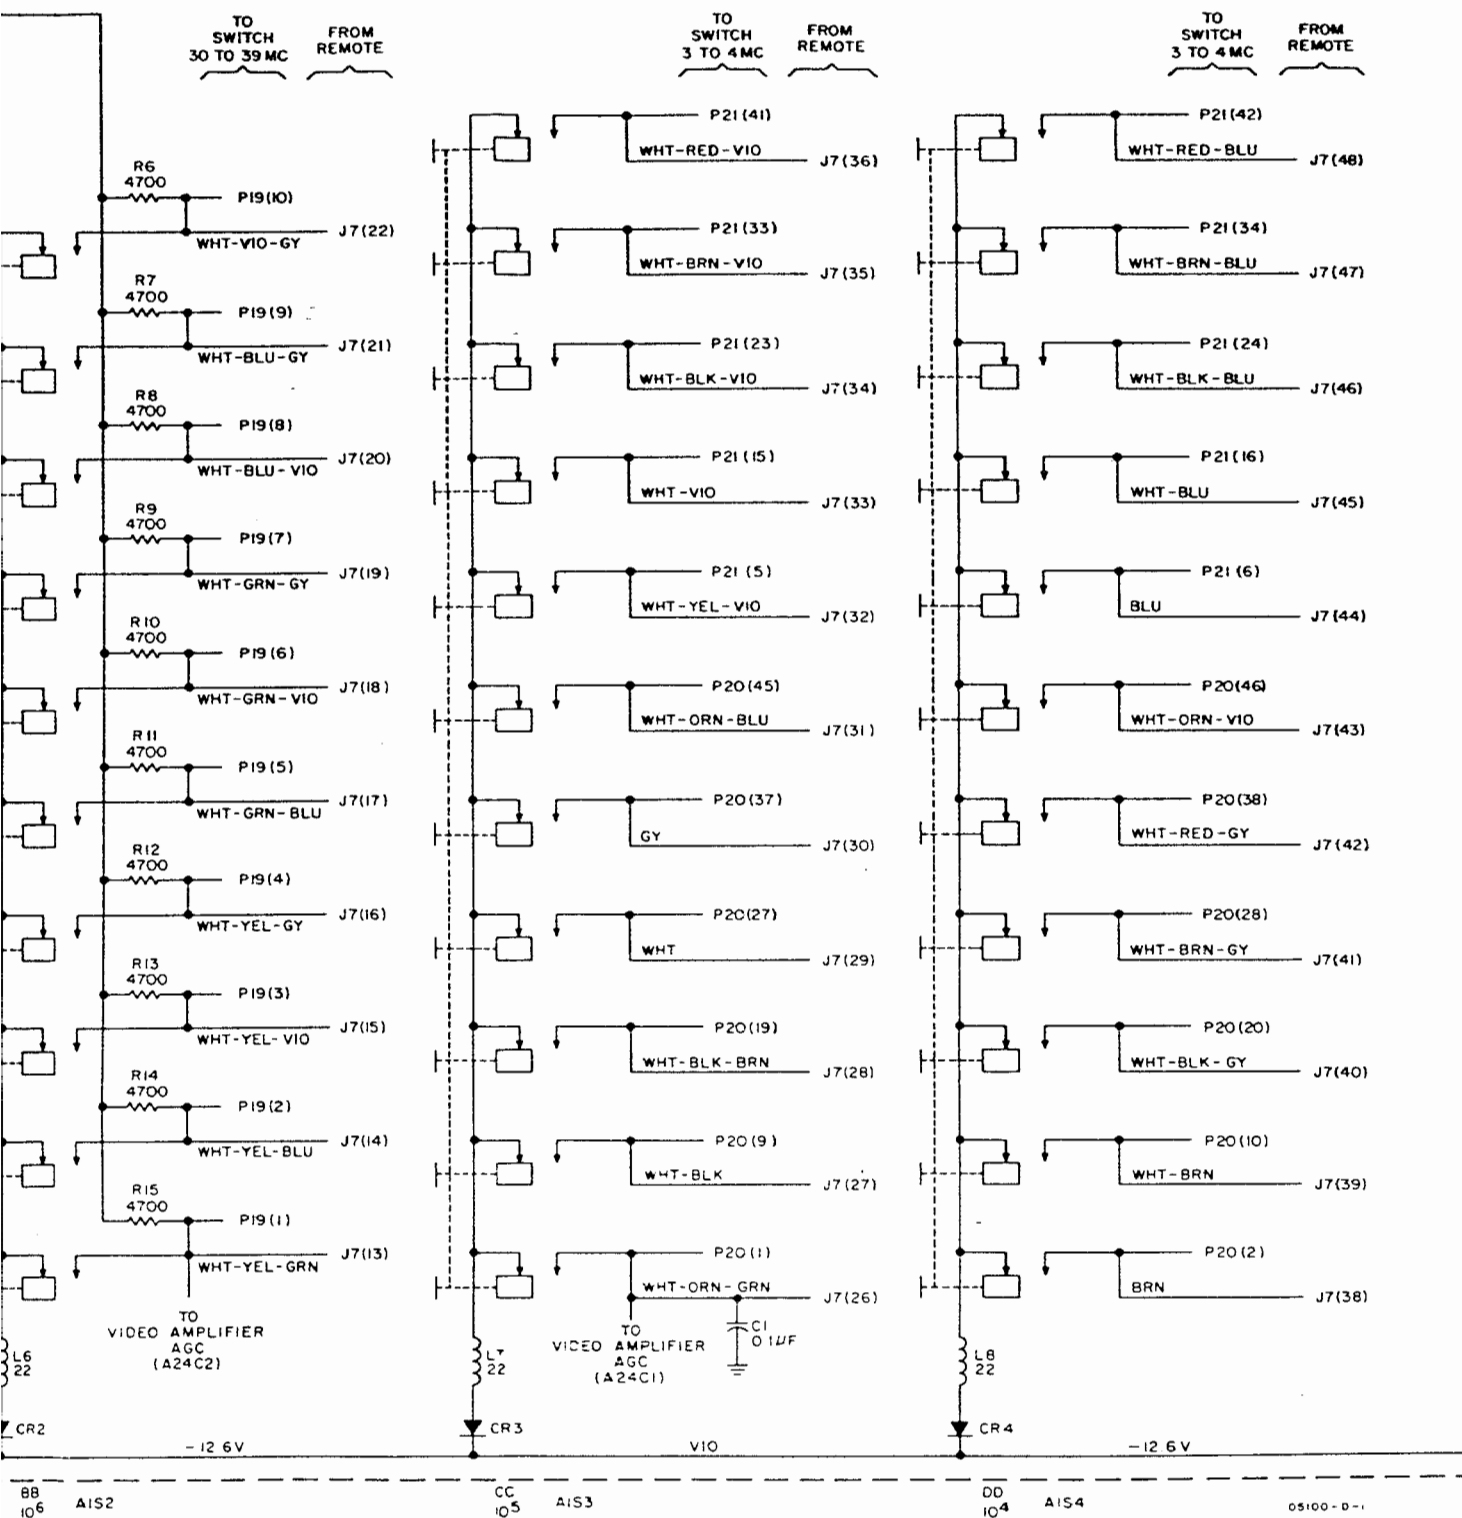 TO
SWITCH
30 TO 39 MC
FROM
REMOTE
R6
4700
P19(10)
WHT-VIO-GY
J7(22)
R7
4700
P19(9)
WHT-BLU-GY
J7(21)
R8
4700
P19(8)
WHT-BLU-VIO
J7(20)
R9
4700
P19(7)
WHT-GRN-GY
J7(19)
R10
4700
P19(6)
WHT-GRN-VIO
J7(18)
R11
4700
P19(5)
WHT-GRN-BLU
J7(17)
R12
4700
P19(4)
WHT-YEL-GY
J7(16)
R13
4700
P19(3)
WHT-YEL-VIO
J7(15)
R14
4700
P19(2)
WHT-YEL-BLU
J7(14)
R15
4700
P19(1)
WHT-YEL-GRN
J7(13)
TO
VIDEO AMPLIFIER
AGC
(A24C2)
L6
22
CR2
-12.6V
TO
SWITCH
3 TO 4 MC
FROM
REMOTE
P21(41)
WHT-RED-VIO
J7(36)
P21(33)
WHT-BRN-VIO
J7(35)
P21(23)
WHT-BLK-VIO
J7(34)
P21(15)
WHT-VIO
J7(33)
P21(5)
WHT-YEL-VIO
J7(32)
P20(45)
WHT-ORN-BLU
J7(31)
P20(37)
GY
J7(30)
P20(27)
WHT
J7(29)
P20(19)
WHT-BLK-BRN
J7(28)
P20(9)
WHT-BLK
J7(27)
P20(1)
WHT-ORN-GRN
J7(26)
TO
VIDEO AMPLIFIER
AGC
(A24C1)
C1
0.1UF
L7
22
CR3
VIO
TO
SWITCH
3 TO 4 MC
FROM
REMOTE
P21(42)
WHT-RED-BLU
J7(48)
P21(34)
WHT-BRN-BLU
J7(47)
P21(24)
WHT-BLK-BLU
J7(46)
P21(16)
WHT-BLU
J7(45)
P21(6)
BLU
J7(44)
P20(46)
WHT-ORN-VIO
J7(43)
P20(38)
WHT-RED-GY
J7(42)
P20(28)
WHT-BRN-GY
J7(41)
P20(20)
WHT-BLK-GY
J7(40)
P20(10)
WHT-BRN
J7(39)
P20(2)
BRN
J7(38)
L8
22
CR4
-12.6V
BB
10⁶
A1S2
CC
10⁵
A1S3
DD
10⁴
A1S4
05100-D-1